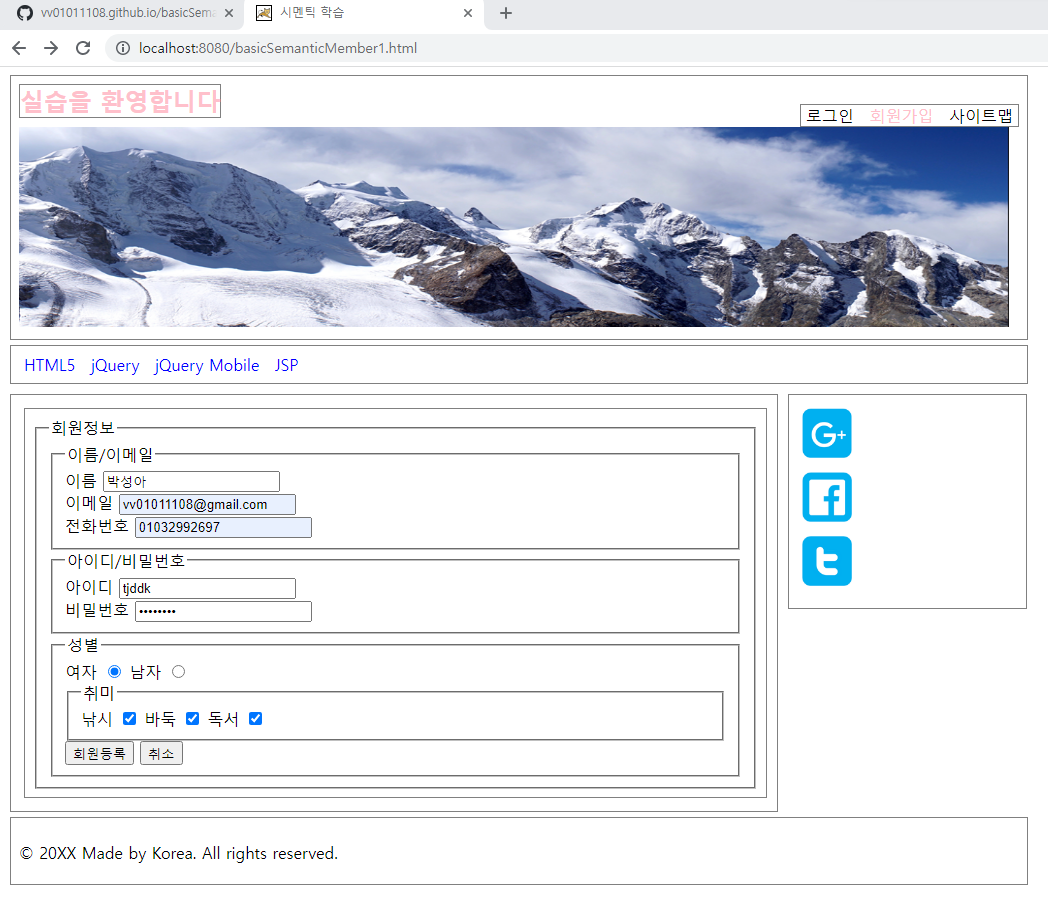 vv01011108.github.io/basicSema
시멘틱 학습
localhost:8080/basicSemanticMember1.html
실습을 환영합니다
로그인 회원가입 사이트맵
HTML5 jQuery jQuery Mobile JSP
회원정보
이름/이메일
이름 박성아
이메일 vv01011108@gmail.com
전화번호 01032992697
아이디/비밀번호
아이디 tjddk
비밀번호 ••••••••
성별
여자 남자
취미
낚시 바둑 독서
회원등록 취소
G+
f
t
© 20XX Made by Korea. All rights reserved.